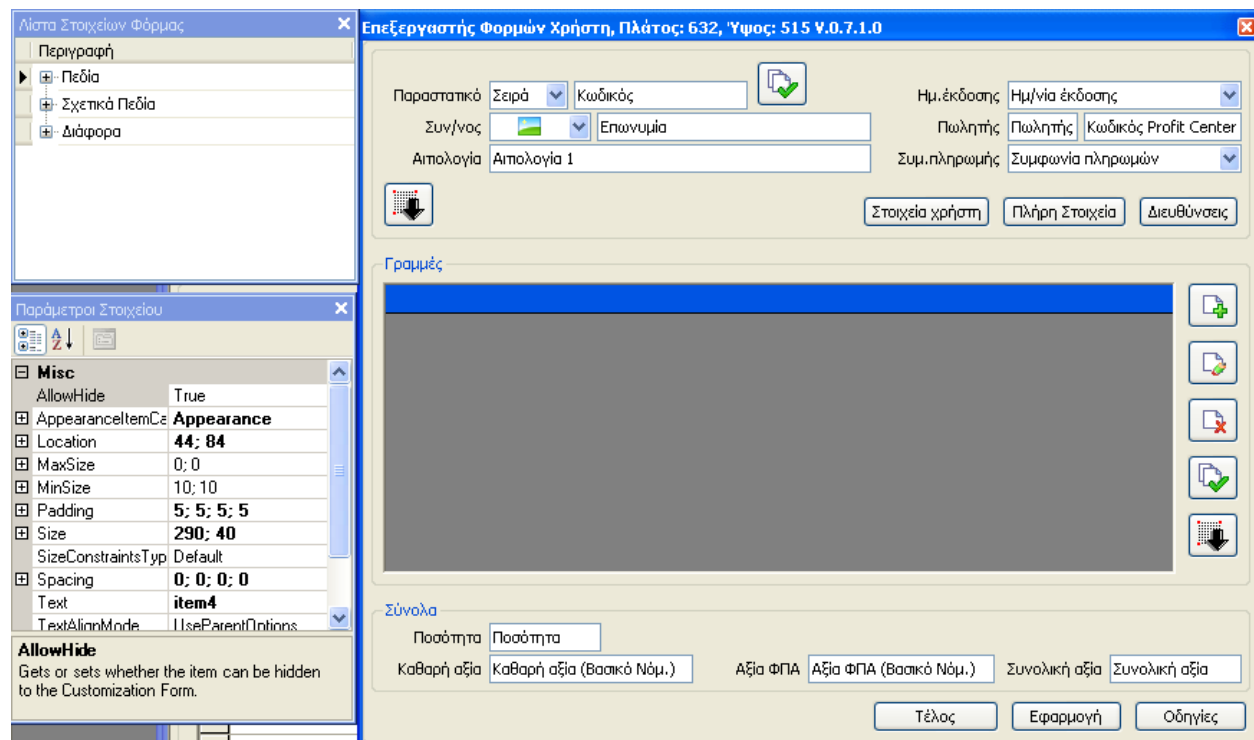 Λίστα Στοιχείων Φόρμας
Περιγραφή
Πεδία
Σχετικά Πεδία
Διάφορα
Παράμετροι Στοιχείου
Misc
AllowHide True
AppearanceItemCa Appearance
Location 44; 84
MaxSize 0; 0
MinSize 10; 10
Padding 5; 5; 5; 5
Size 290; 40
SizeConstraintsTyp Default
Spacing 0; 0; 0; 0
Text item4
TextAlignMode UseParentOptions
AllowHide
Gets or sets whether the item can be hidden
to the Customization Form.
Επεξεργαστής Φορμών Χρήστη, Πλάτος: 632, Ύψος: 515 V.0.7.1.0
Παραστατικό Σειρά Κωδικός Ημ.έκδοσης Ημ/νία έκδοσης
Συν/νος Επωνυμία Πωλητής Πωλητής Κωδικός Profit Center
Αιτιολογία Αιτιολογία 1 Συμ.πληρωμής Συμφωνία πληρωμών
Στοιχεία χρήστη Πλήρη Στοιχεία Διευθύνσεις
Γραμμές
Σύνολα
Ποσότητα Ποσότητα
Καθαρή αξία Καθαρή αξία (Βασικό Νόμ.) Αξία ΦΠΑ Αξία ΦΠΑ (Βασικό Νόμ.) Συνολική αξία Συνολική αξία
Τέλος Εφαρμογή Οδηγίες